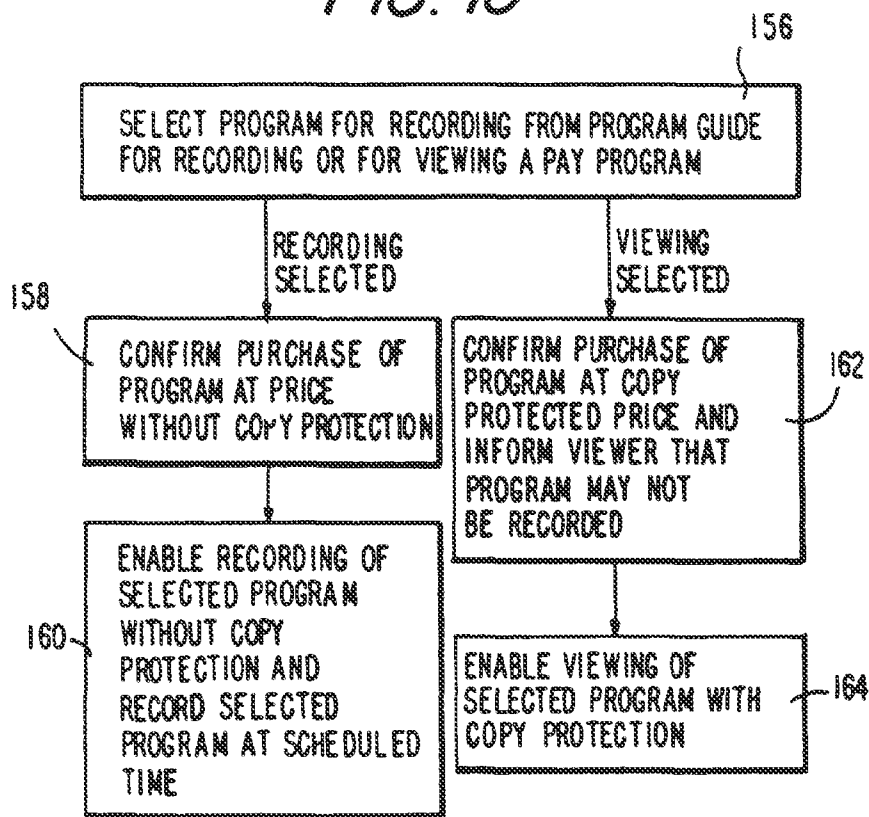 156
SELECT PROGRAM FOR RECORDING FROM PROGRAM GUIDE
FOR RECORDING OR FOR VIEWING A PAY PROGRAM
RECORDING
SELECTED
VIEWING
SELECTED
158
CONFIRM PURCHASE OF
PROGRAM AT PRICE
WITHOUT COPY PROTECTION
CONFIRM PURCHASE OF
PROGRAM AT COPY
PROTECTED PRICE AND
INFORM VIEWER THAT
PROGRAM MAY NOT
BE RECORDED
162
160
ENABLE RECORDING OF
SELECTED PROGRAM
WITHOUT COPY
PROTECTION AND
RECORD SELECTED
PROGRAM AT SCHEDULED
TIME
ENABLE VIEWING OF
SELECTED PROGRAM WITH
COPY PROTECTION
164